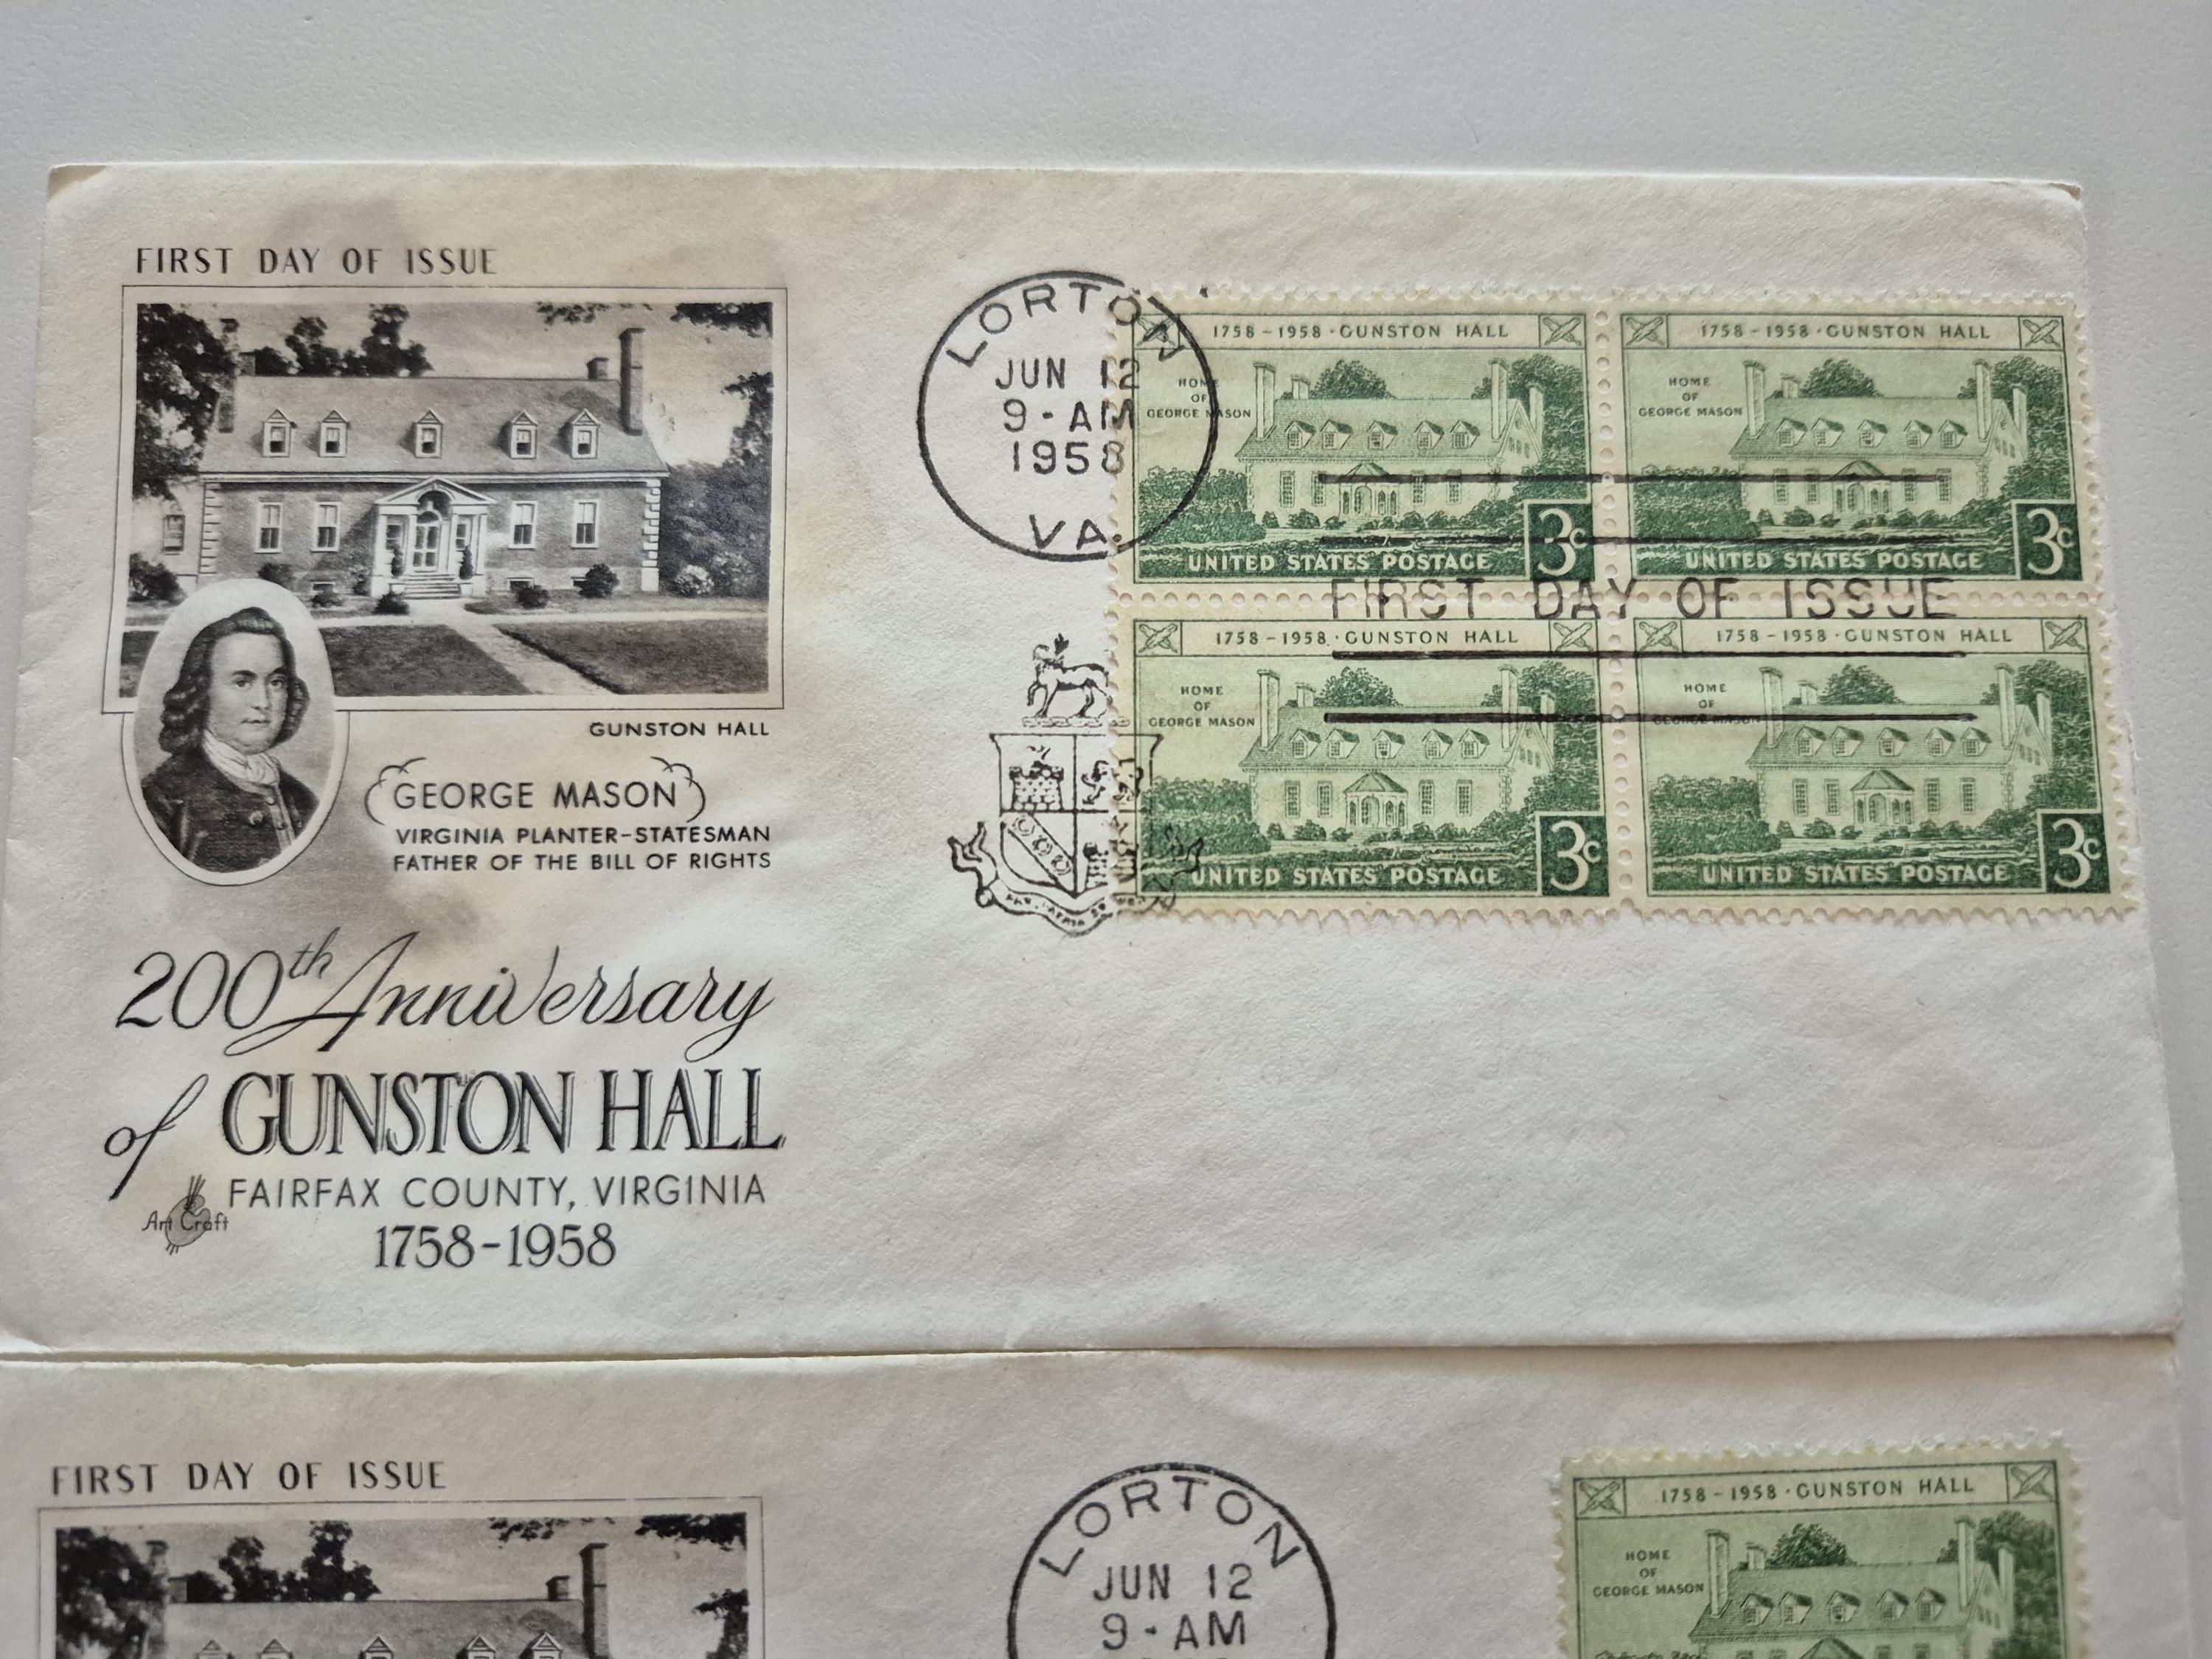 FIRST DAY OF ISSUE
GUNSTON HALL
GEORGE MASON
VIRGINIA PLANTER-STATESMAN
FATHER OF THE BILL OF RIGHTS
200th Anniversary
of GUNSTON HALL
FAIRFAX COUNTY, VIRGINIA
Art Craft
1758-1958
LORTON
JUN 12
9-AM
1958
VA.
1758-1958·GUNSTON HALL
HOME
OF
GEORGE MASON
3c
UNITED STATES POSTAGE
1758-1958·GUNSTON HALL
HOME
OF
GEORGE MASON
3c
UNITED STATES POSTAGE
FIRST DAY OF ISSUE
1758-1958·GUNSTON HALL
HOME
OF
GEORGE MASON
3c
UNITED STATES POSTAGE
1758-1958·GUNSTON HALL
HOME
OF
GEORGE MASON
3c
UNITED STATES POSTAGE
FIRST DAY OF ISSUE
LORTON
JUN 12
9-AM
1758-1958·GUNSTON HALL
HOME
OF
GEORGE MASON